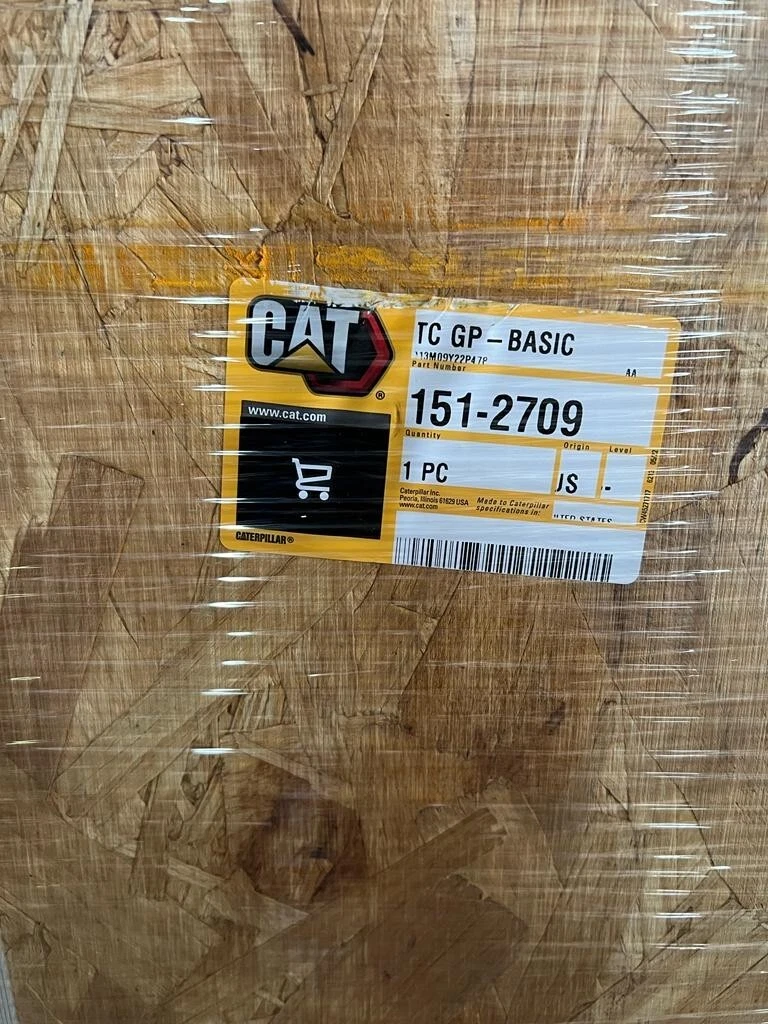 CAT
®
www.cat.com
CATERPILLAR®
TC GP – BASIC
AA
Part Number
151-2709
Quantity
Origin
Level
1 PC
-
Caterpillar Inc.
Peoria, Illinois 61629 USA
www.cat.com
Made to Caterpillar
specifications in: